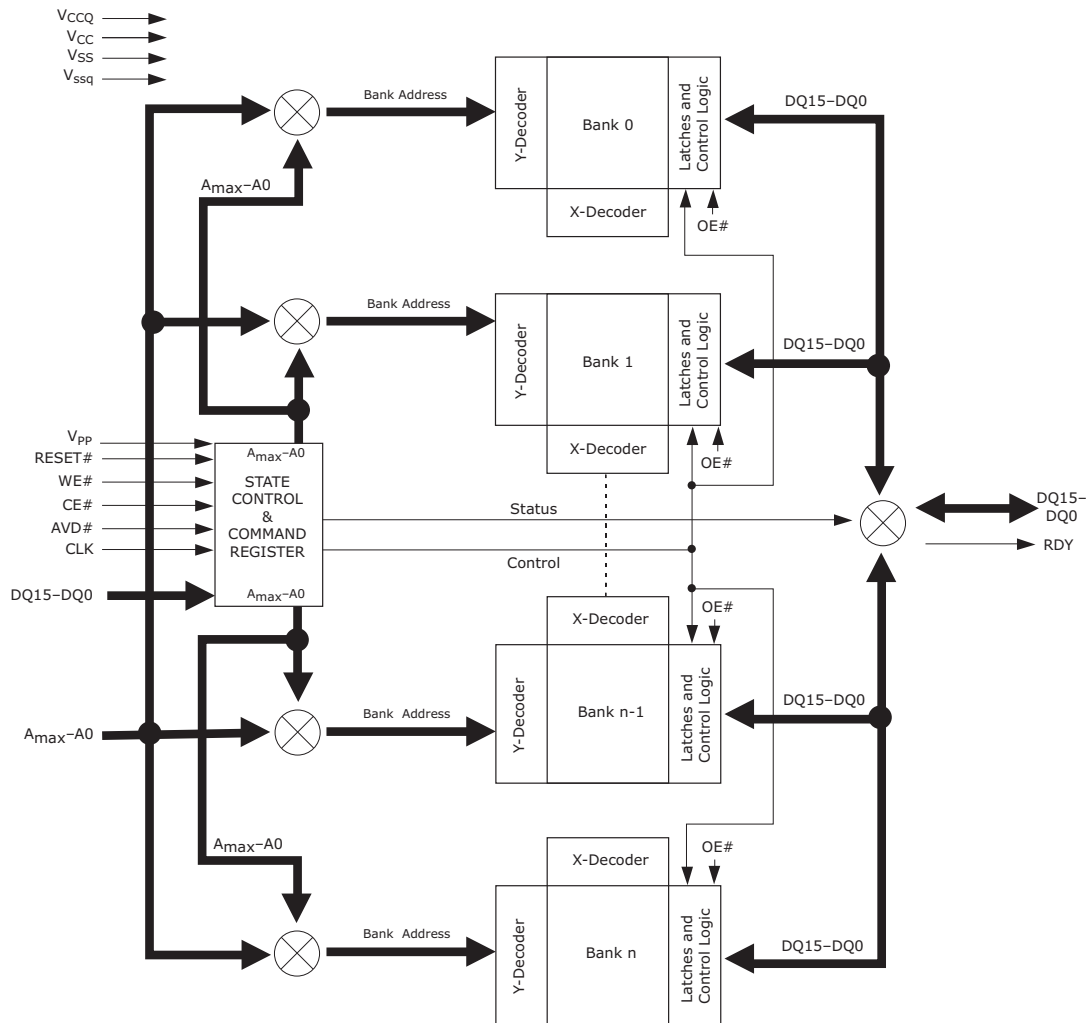 VCCQ
VCC
VSS
Vssq
Bank Address
Y-Decoder
Bank 0
Latches and
Control Logic
DQ15–DQ0
Amax–A0
X-Decoder
OE#
Bank Address
Y-Decoder
Bank 1
Latches and
Control Logic
DQ15–DQ0
X-Decoder
OE#
VPP
RESET#
WE#
CE#
AVD#
CLK
DQ15–DQ0
Amax–A0
STATE
CONTROL
&
COMMAND
REGISTER
Amax–A0
Status
Control
DQ15–
DQ0
RDY
X-Decoder
OE#
Amax–A0
Bank Address
Y-Decoder
Bank n-1
Latches and
Control Logic
DQ15–DQ0
Amax–A0
X-Decoder
OE#
Bank Address
Y-Decoder
Bank n
Latches and
Control Logic
DQ15–DQ0